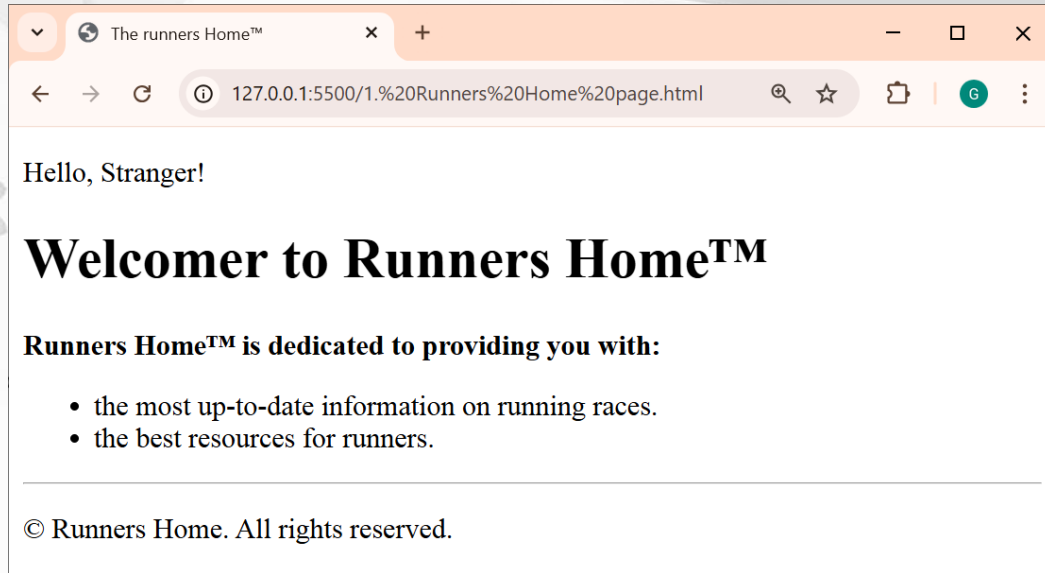 The runners Home™
127.0.0.1:5500/1.%20Runners%20Home%20page.html
G
Hello, Stranger!
Welcomer to Runners Home™
Runners Home™ is dedicated to providing you with:
• the most up-to-date information on running races.
• the best resources for runners.
© Runners Home. All rights reserved.